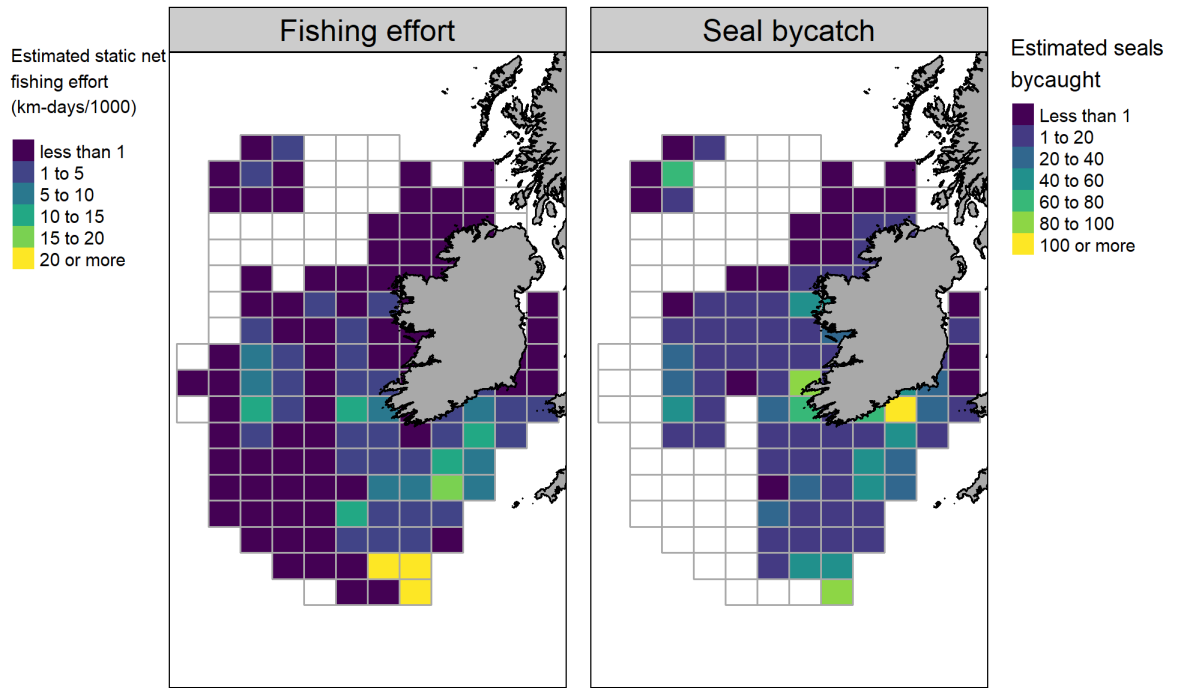 Fishing effort
Seal bycatch
Estimated static net
fishing effort
(km-days/1000)
less than 1
1 to 5
5 to 10
10 to 15
15 to 20
20 or more
Estimated seals
bycaught
Less than 1
1 to 20
20 to 40
40 to 60
60 to 80
80 to 100
100 or more